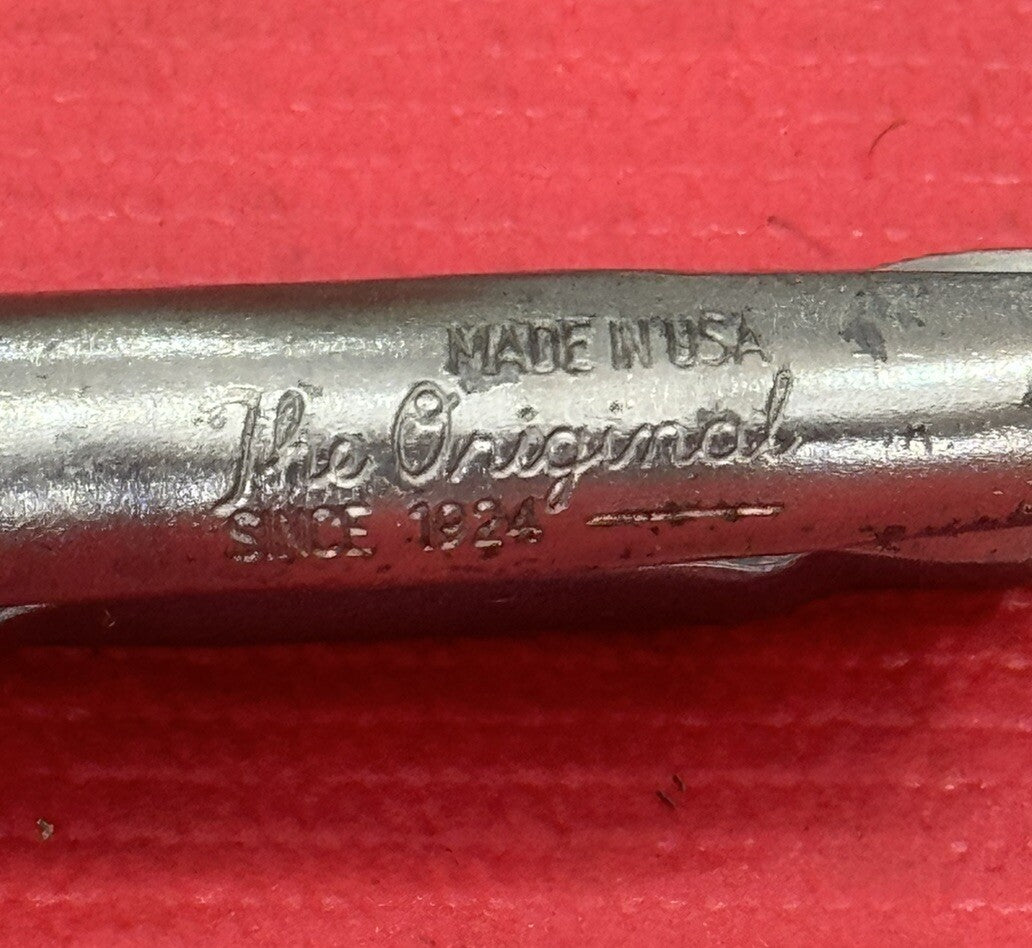 MADE IN USA
The Original
SINCE 1924